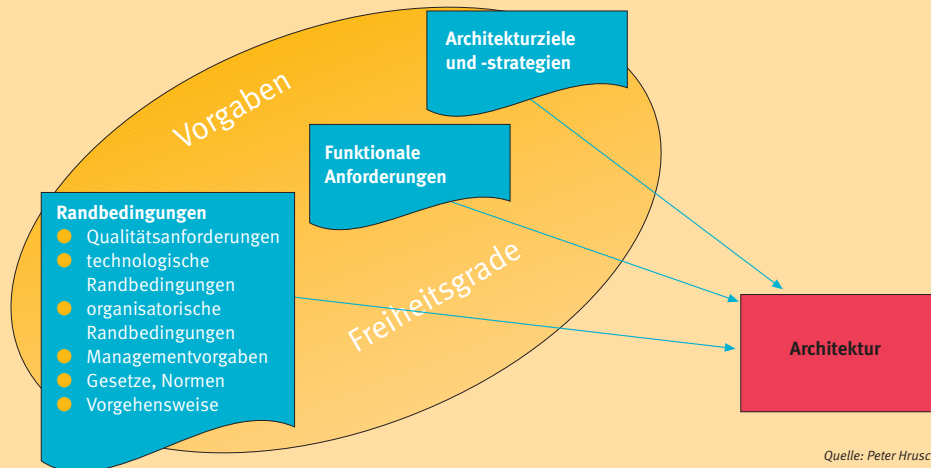 Architekturziele
und -strategien
Vorgaben
Funktionale
Anforderungen
Randbedingungen
Qualitätsanforderungen
technologische
Randbedingungen
organisatorische
Randbedingungen
Managementvorgaben
Gesetze, Normen
Vorgehensweise
Freiheitsgrade
Architektur
Quelle: Peter Hrusc